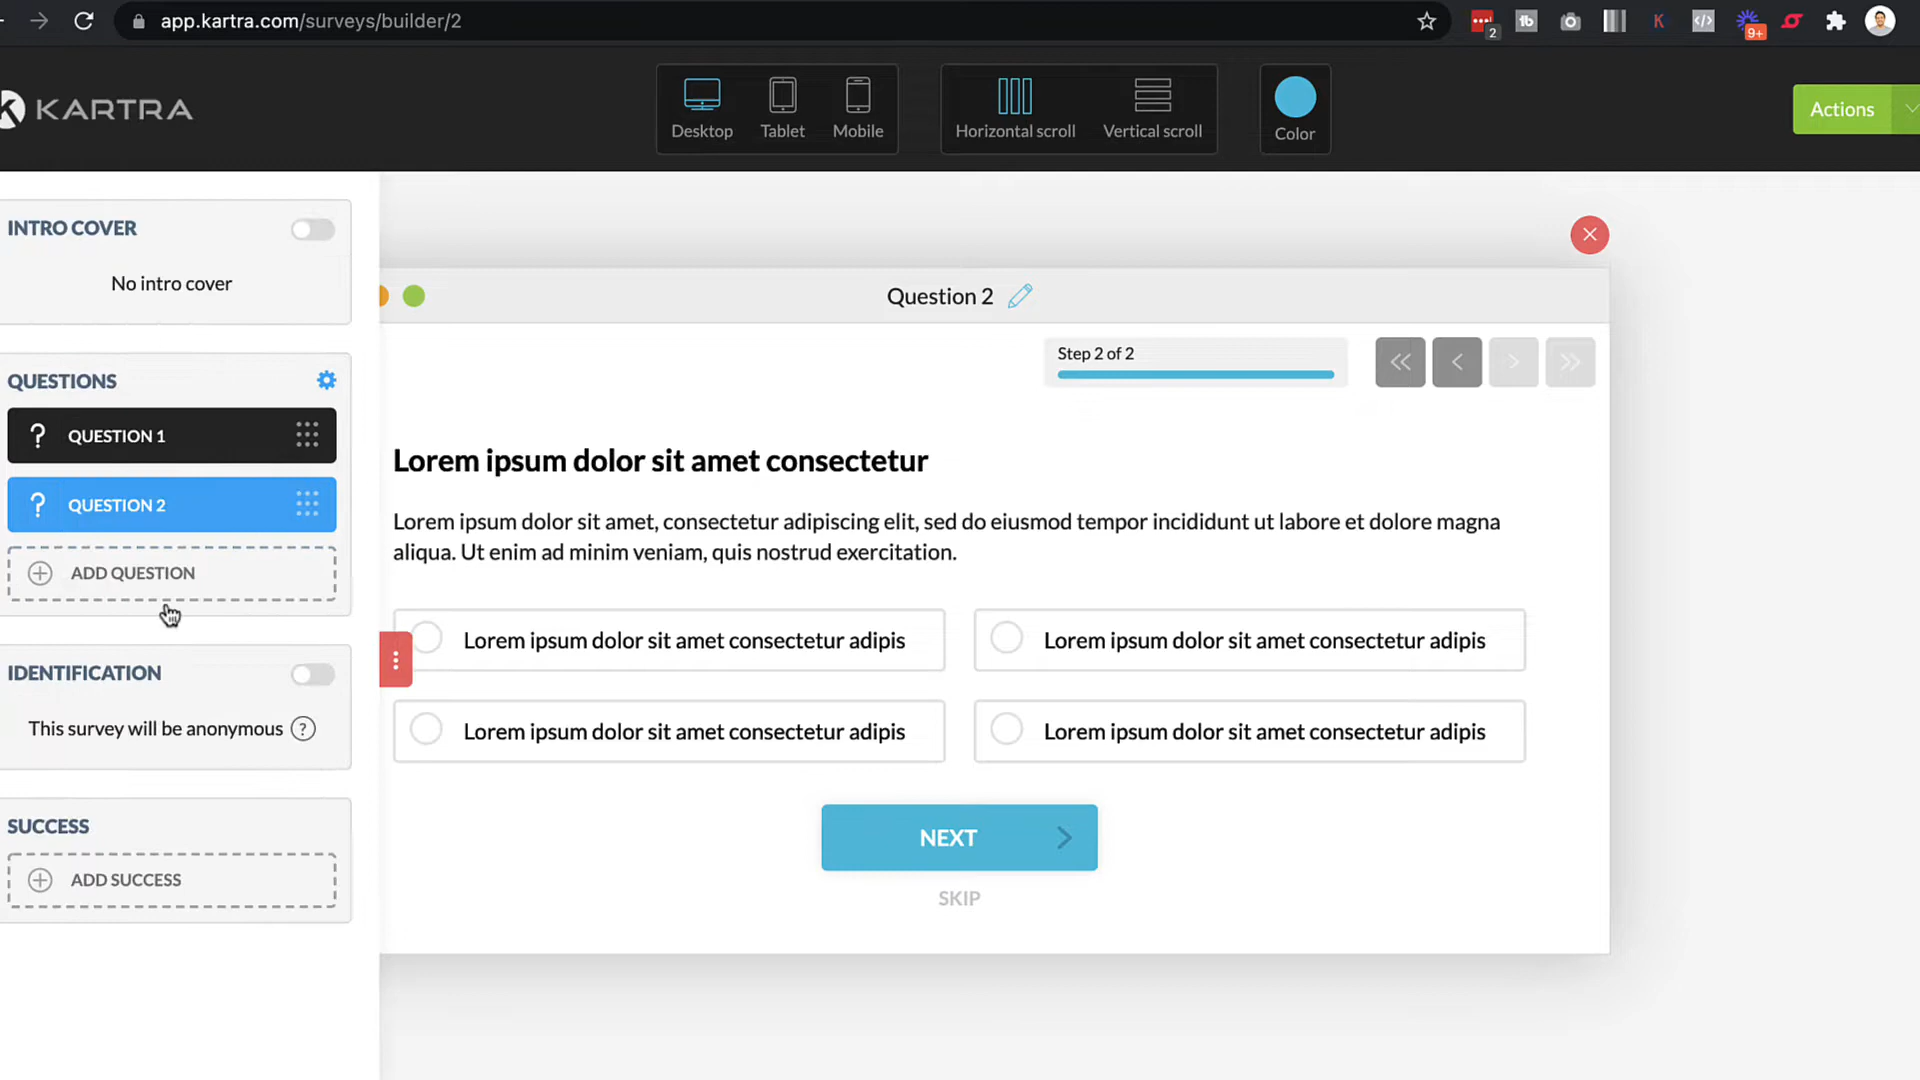 app.kartra.com/surveys/builder/2
2
9+
KARTRA
Desktop
Tablet
Mobile
Horizontal scroll
Vertical scroll
Color
Actions
INTRO COVER
No intro cover
QUESTIONS
? QUESTION 1
? QUESTION 2
ADD QUESTION
IDENTIFICATION
This survey will be anonymous ?
SUCCESS
ADD SUCCESS
Question 2
Step 2 of 2
Lorem ipsum dolor sit amet consectetur
Lorem ipsum dolor sit amet, consectetur adipiscing elit, sed do eiusmod tempor incididunt ut labore et dolore magna
aliqua. Ut enim ad minim veniam, quis nostrud exercitation.
Lorem ipsum dolor sit amet consectetur adipis
Lorem ipsum dolor sit amet consectetur adipis
Lorem ipsum dolor sit amet consectetur adipis
Lorem ipsum dolor sit amet consectetur adipis
NEXT
SKIP